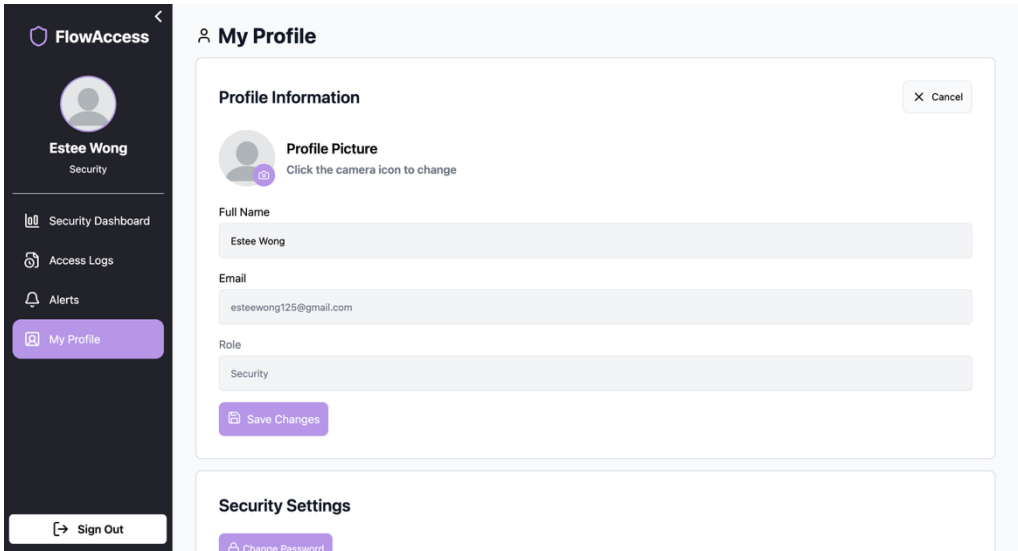 FlowAccess
Estee Wong
Security
Security Dashboard
Access Logs
Alerts
My Profile
Sign Out
My Profile
Profile Information
Cancel
Profile Picture
Click the camera icon to change
Full Name
Estee Wong
Email
esteewong125@gmail.com
Role
Security
Save Changes
Security Settings
Change Password